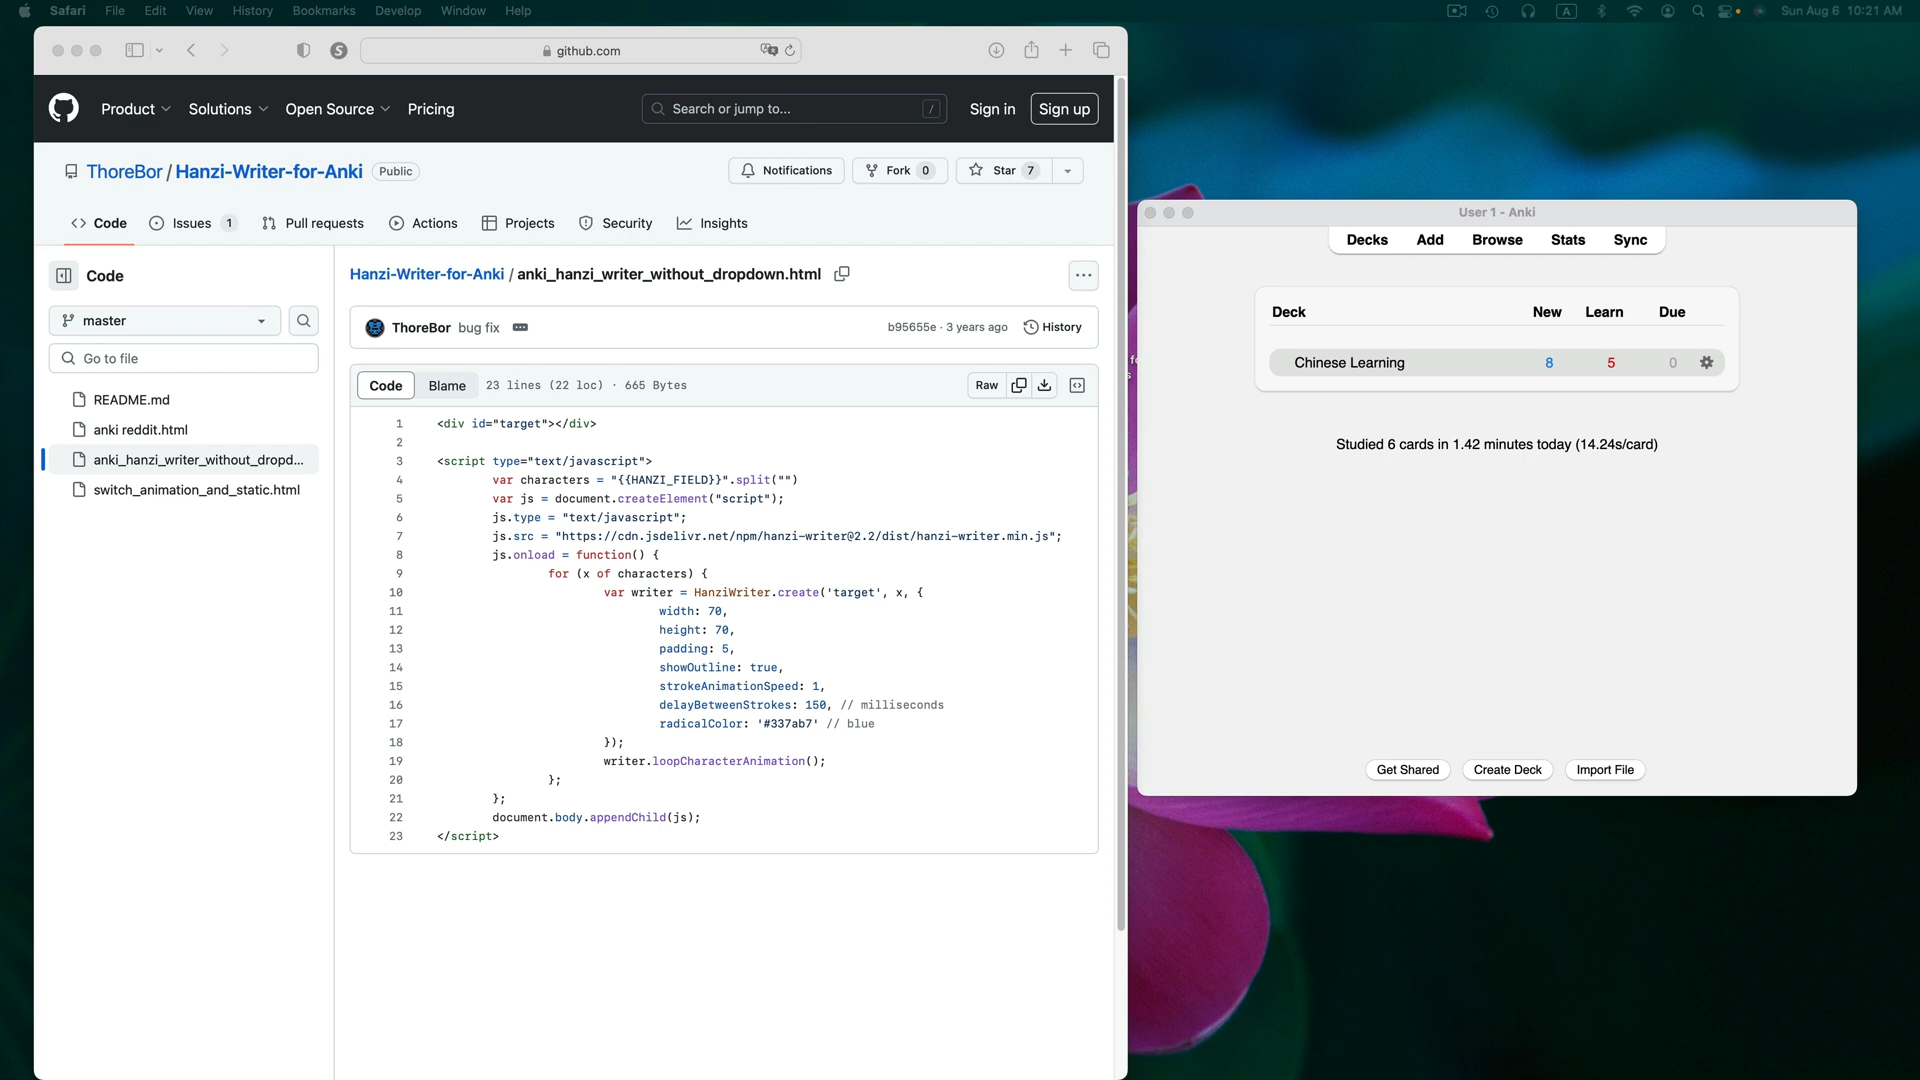 Safari File Edit View History Bookmarks Develop Window Help
A
Sun Aug 6 10:21 AM
S
github.com
Product Solutions Open Source Pricing
Search or jump to... /
Sign in Sign up
ThoreBor / Hanzi-Writer-for-Anki Public
Notifications Fork 0 Star 7
Code Issues 1 Pull requests Actions Projects Security Insights
Code
master
Go to file
README.md
anki reddit.html
anki_hanzi_writer_without_dropd...
switch_animation_and_static.html
Hanzi-Writer-for-Anki / anki_hanzi_writer_without_dropdown.html
ThoreBor bug fix
b95655e · 3 years ago History
Code Blame 23 lines (22 loc) · 665 Bytes Raw
1 <div id="target"></div>
2
3 <script type="text/javascript">
4 var characters = "{{HANZI_FIELD}}".split("")
5 var js = document.createElement("script");
6 js.type = "text/javascript";
7 js.src = "https://cdn.jsdelivr.net/npm/hanzi-writer@2.2/dist/hanzi-writer.min.js";
8 js.onload = function() {
9 for (x of characters) {
10 var writer = HanziWriter.create('target', x, {
11 width: 70,
12 height: 70,
13 padding: 5,
14 showOutline: true,
15 strokeAnimationSpeed: 1,
16 delayBetweenStrokes: 150, // milliseconds
17 radicalColor: '#337ab7' // blue
18 });
19 writer.loopCharacterAnimation();
20 };
21 };
22 document.body.appendChild(js);
23 </script>
User 1 - Anki
Decks Add Browse Stats Sync
Deck New Learn Due
Chinese Learning 8 5 0
Studied 6 cards in 1.42 minutes today (14.24s/card)
Get Shared Create Deck Import File